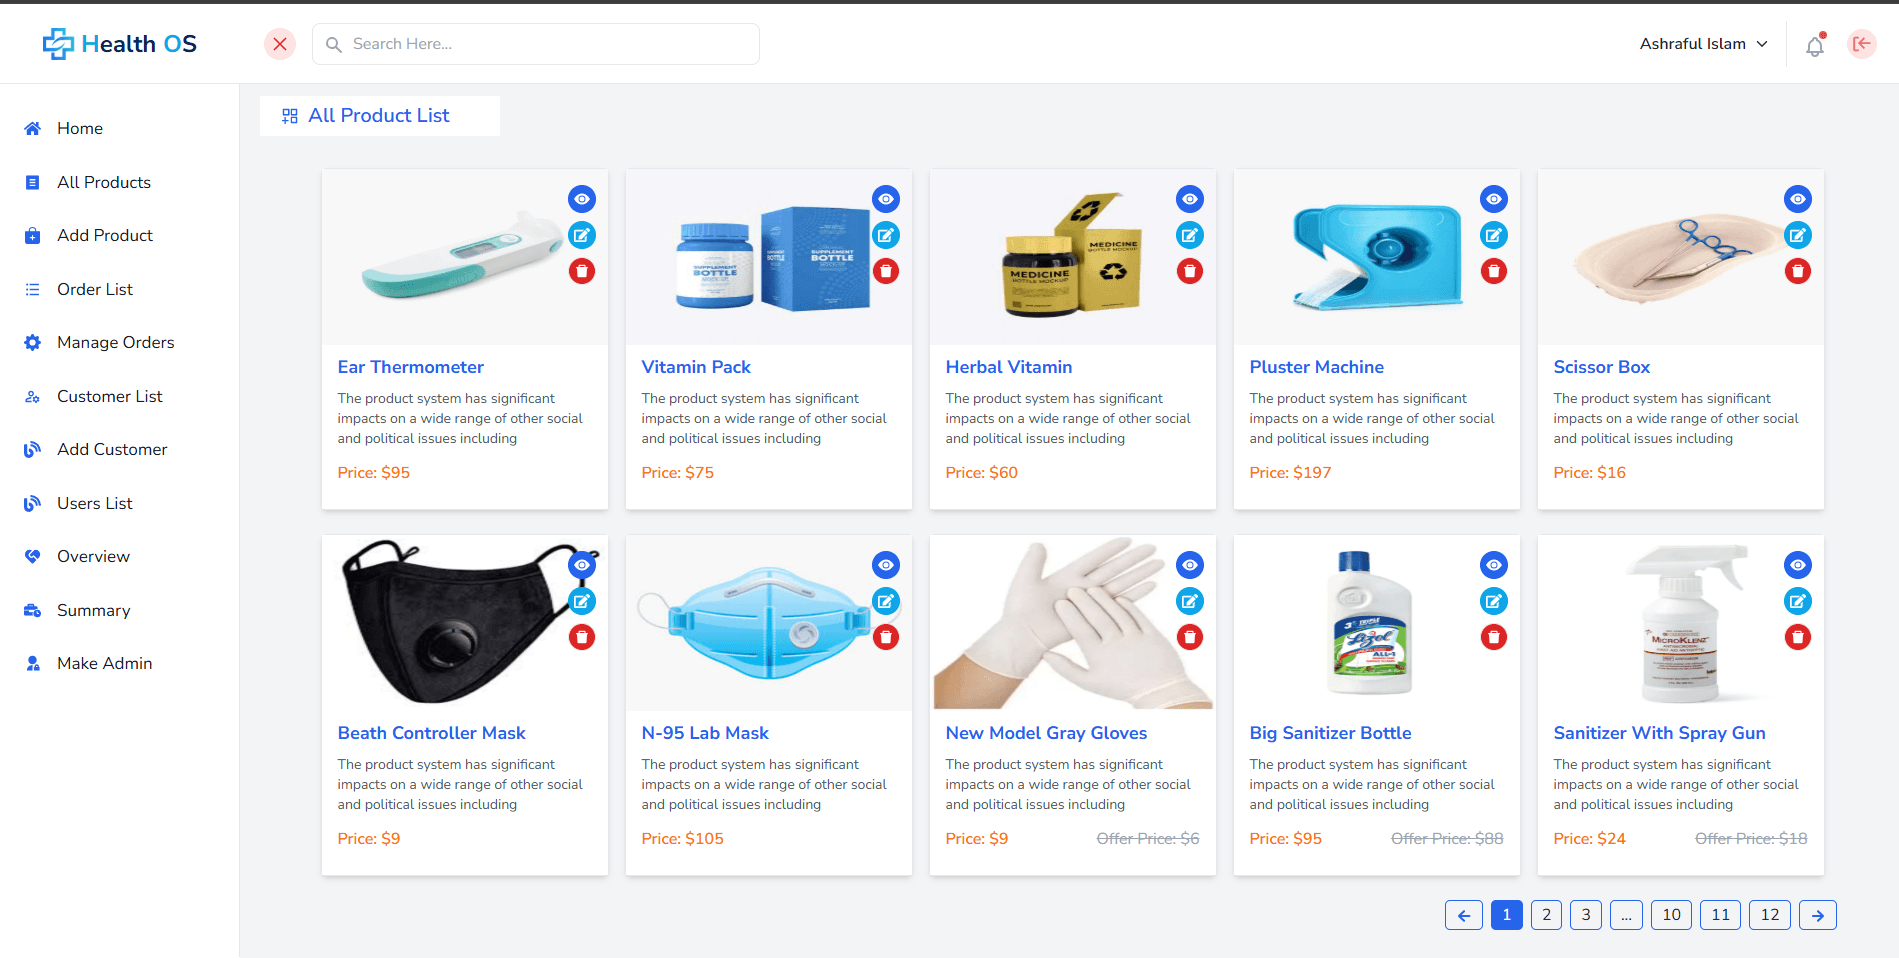 Health OS
Search Here...
Ashraful Islam
Home
All Products
Add Product
Order List
Manage Orders
Customer List
Add Customer
Users List
Overview
Summary
Make Admin
All Product List
SUPPLEMENT
BOTTLE
SUPPLEMENT
BOTTLE
MEDICINE
BOTTLE MOCKUP
MEDICINE
BOTTLE MOCKUP
Ear Thermometer
The product system has significant
impacts on a wide range of other social
and political issues including
Price: $95
Vitamin Pack
The product system has significant
impacts on a wide range of other social
and political issues including
Price: $75
Herbal Vitamin
The product system has significant
impacts on a wide range of other social
and political issues including
Price: $60
Pluster Machine
The product system has significant
impacts on a wide range of other social
and political issues including
Price: $197
Scissor Box
The product system has significant
impacts on a wide range of other social
and political issues including
Price: $16
TRIPLE
Lizol
ALL-1
MICROKLENZ
Beath Controller Mask
The product system has significant
impacts on a wide range of other social
and political issues including
Price: $9
N-95 Lab Mask
The product system has significant
impacts on a wide range of other social
and political issues including
Price: $105
New Model Gray Gloves
The product system has significant
impacts on a wide range of other social
and political issues including
Price: $9 Offer Price: $6
Big Sanitizer Bottle
The product system has significant
impacts on a wide range of other social
and political issues including
Price: $95 Offer Price: $88
Sanitizer With Spray Gun
The product system has significant
impacts on a wide range of other social
and political issues including
Price: $24 Offer Price: $18
← 1 2 3 ... 10 11 12 →